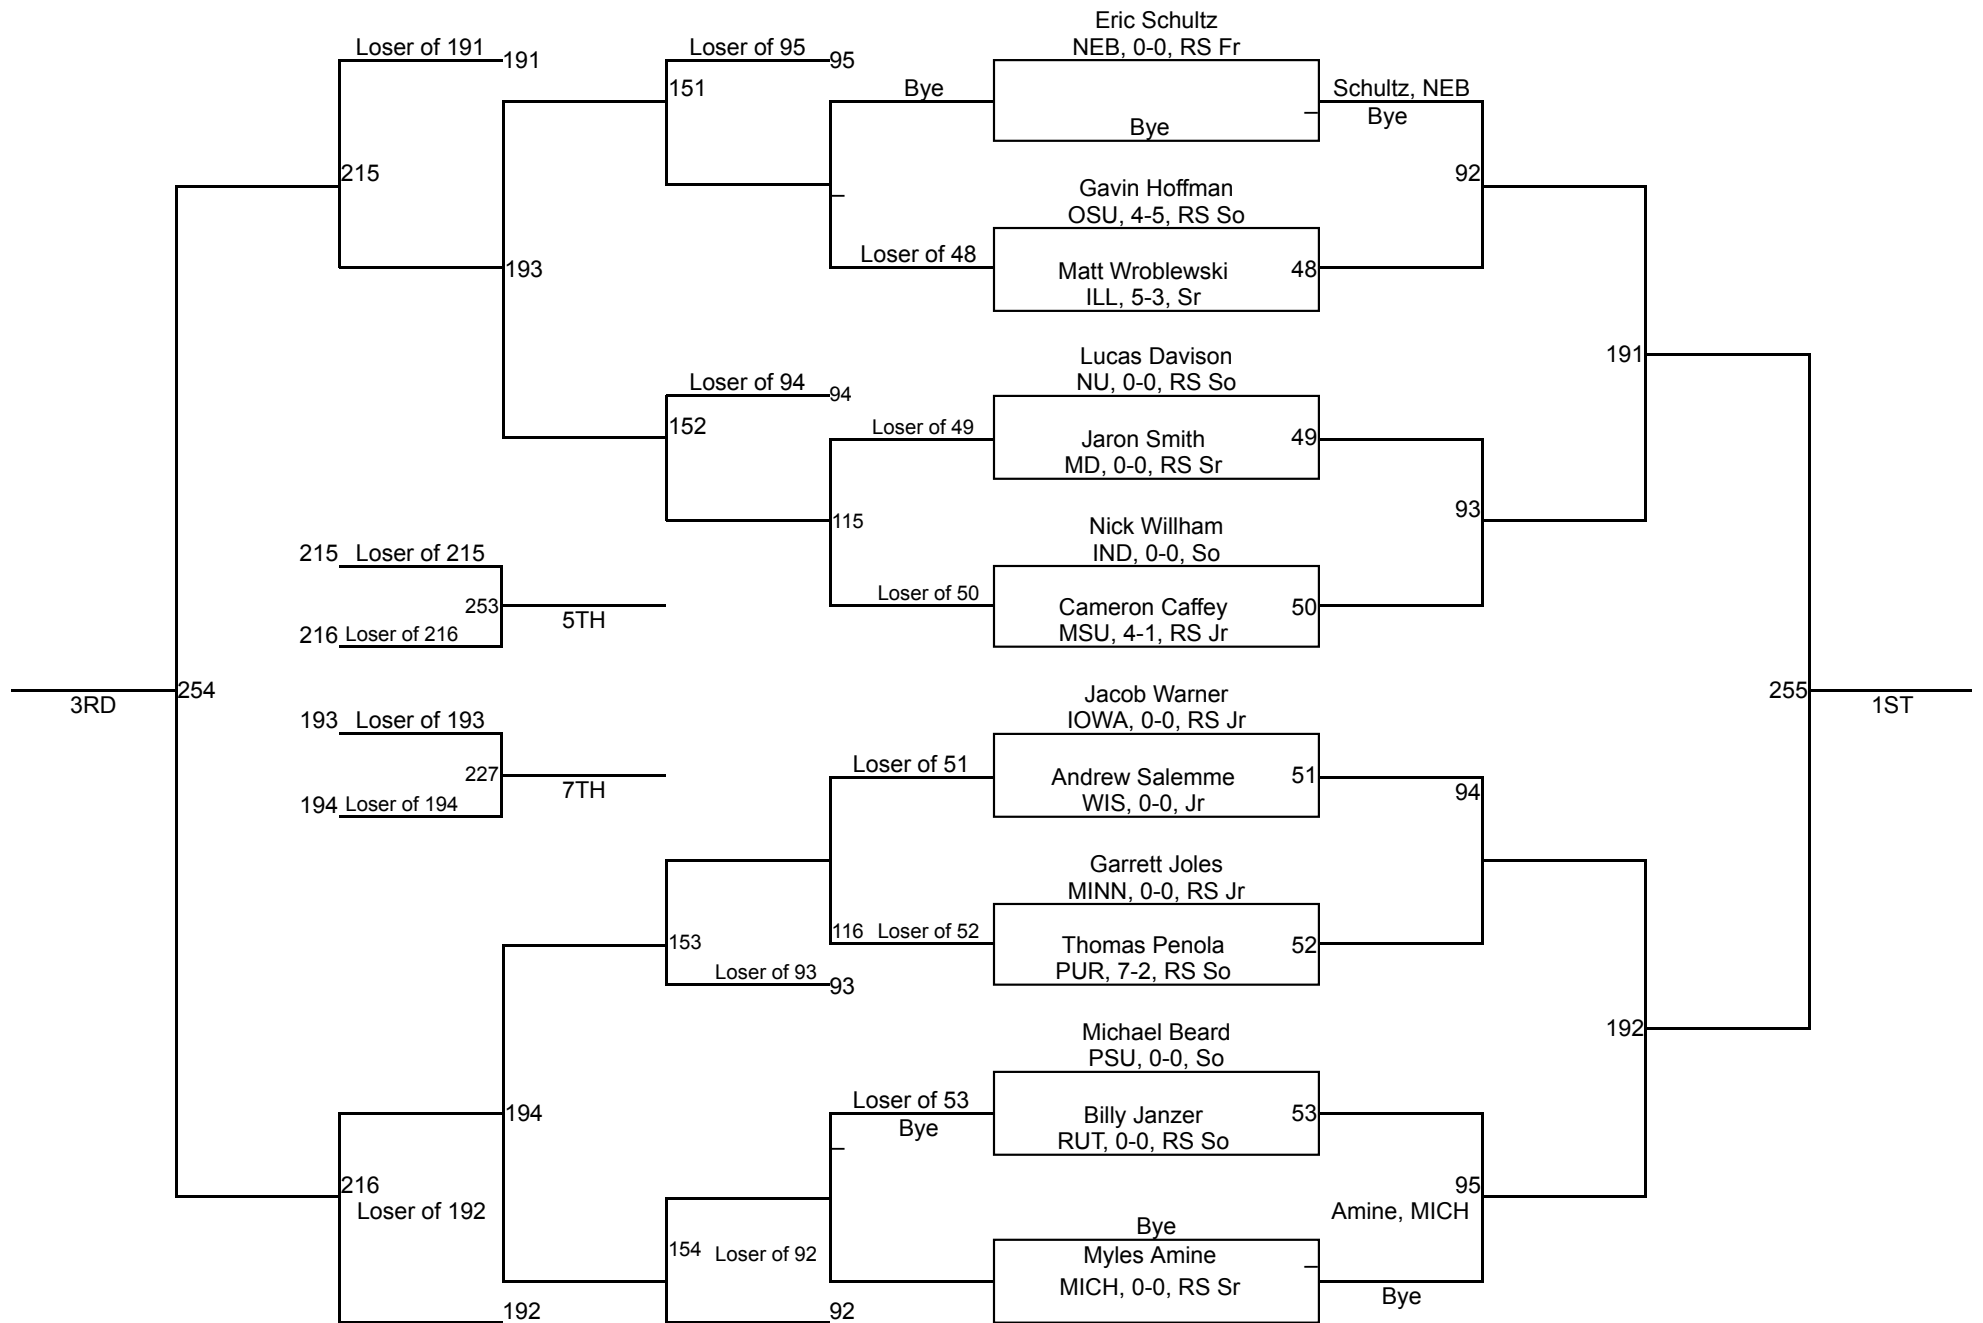 Eric Schultz
Loser of 191
Loser of 95
NEB, 0-0, RS Fr
191
95
151
Bye
Schultz, NEB
Bye
Bye
215
92
Gavin Hoffman
OSU, 4-5, RS So
Loser of 48
193
Matt Wroblewski
48
ILL, 5-3, Sr
Lucas Davison
191
Loser of 94
NU, 0-0, RS So
94
152
Loser of 49
Jaron Smith
49
MD, 0-0, RS Sr
93
115
Nick Willham
215
Loser of 215
IND, 0-0, So
253
5TH
Loser of 50
Cameron Caffey
50
216
Loser of 216
MSU, 4-1, RS Jr
254
3RD
Jacob Warner
255
1ST
193
Loser of 193
IOWA, 0-0, RS Jr
Loser of 51
227
7TH
Andrew Salemme
51
194
Loser of 194
WIS, 0-0, Jr
94
Garrett Joles
MINN, 0-0, RS Jr
116
Loser of 52
153
Thomas Penola
52
Loser of 93
PUR, 7-2, RS So
93
Michael Beard
192
PSU, 0-0, So
Loser of 53
194
Billy Janzer
53
Bye
RUT, 0-0, RS So
216
95
Loser of 192
Amine, MICH
Bye
154
Loser of 92
Myles Amine
MICH, 0-0, RS Sr
Bye
192
92